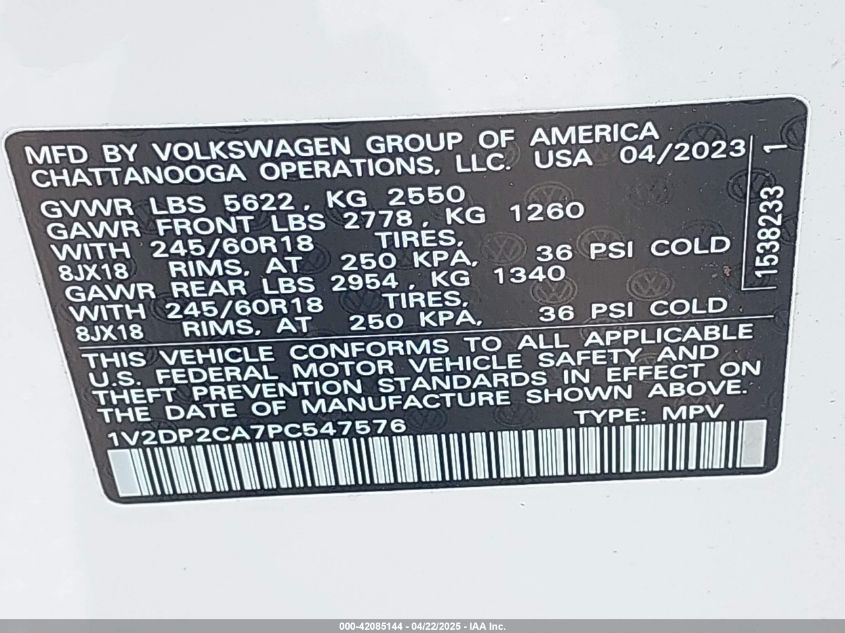 MFD BY VOLKSWAGEN GROUP OF AMERICA
CHATTANOOGA OPERATIONS, LLC. USA 04/2023
GVWR LBS 5622, KG 2550
GAWR FRONT LBS 2778, KG 1260
WITH 245/60R18 TIRES,
8JX18 RIMS, AT 250 KPA, 36 PSI COLD
GAWR REAR LBS 2954, KG 1340
WITH 245/60R18 TIRES,
8JX18 RIMS, AT 250 KPA, 36 PSI COLD
1538233 1
THIS VEHICLE CONFORMS TO ALL APPLICABLE
U.S. FEDERAL MOTOR VEHICLE SAFETY AND
THEFT PREVENTION STANDARDS IN EFFECT ON
THE DATE OF MANUFACTURE SHOWN ABOVE.
1V2DP2CA7PC547576 TYPE: MPV
000-42085144 - 04/22/2025 - IAA Inc.